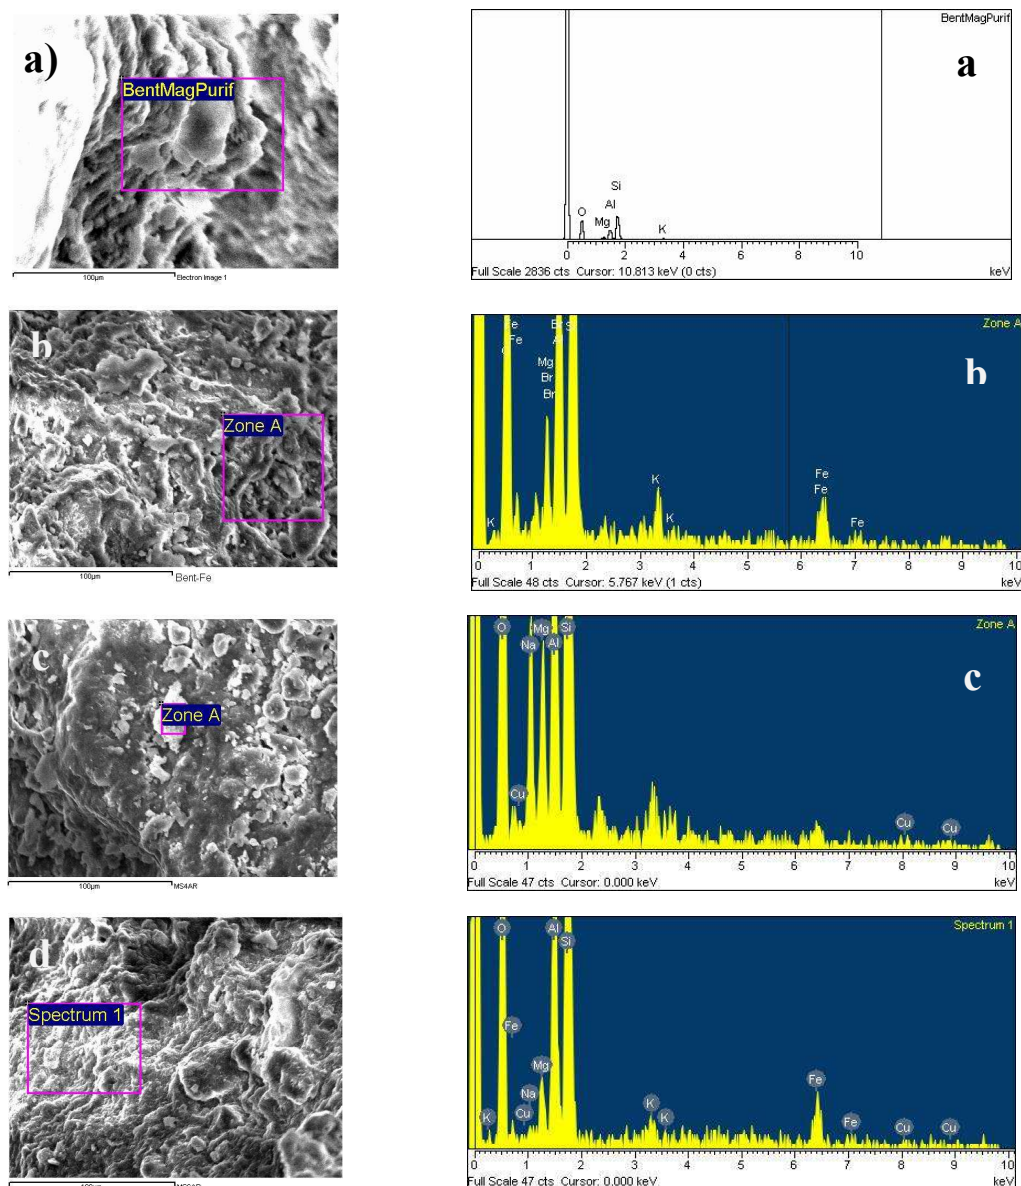 a)
BentMagPurif
100µm
Electron Image 1
BentMagPurif
a
Si
Al
O
Mg
K
0 2 4 6 8 10
Full Scale 2836 cts Cursor: 10.813 keV (0 cts)
keV
b
Zone A
100µm
Bent-Fe
Zone A
b
Fe
Mg
Br
Br
K
K
K
Fe
Fe
Fe
0 1 2 3 4 5 6 7 8 9 10
Full Scale 48 cts Cursor: 5.767 keV (1 cts)
keV
c
Zone A
100µm
MS4AR
Zone A
c
O
Na
Mg
Al
Si
Cu
Cu
Cu
0 1 2 3 4 5 6 7 8 9 10
Full Scale 47 cts Cursor: 0.000 keV
keV
d
Spectrum 1
Spectrum 1
O
Al
Si
Fe
Mg
Na
Cu
K
K
K
Fe
Fe
Cu
Cu
0 1 2 3 4 5 6 7 8 9 10
Full Scale 47 cts Cursor: 0.000 keV
keV